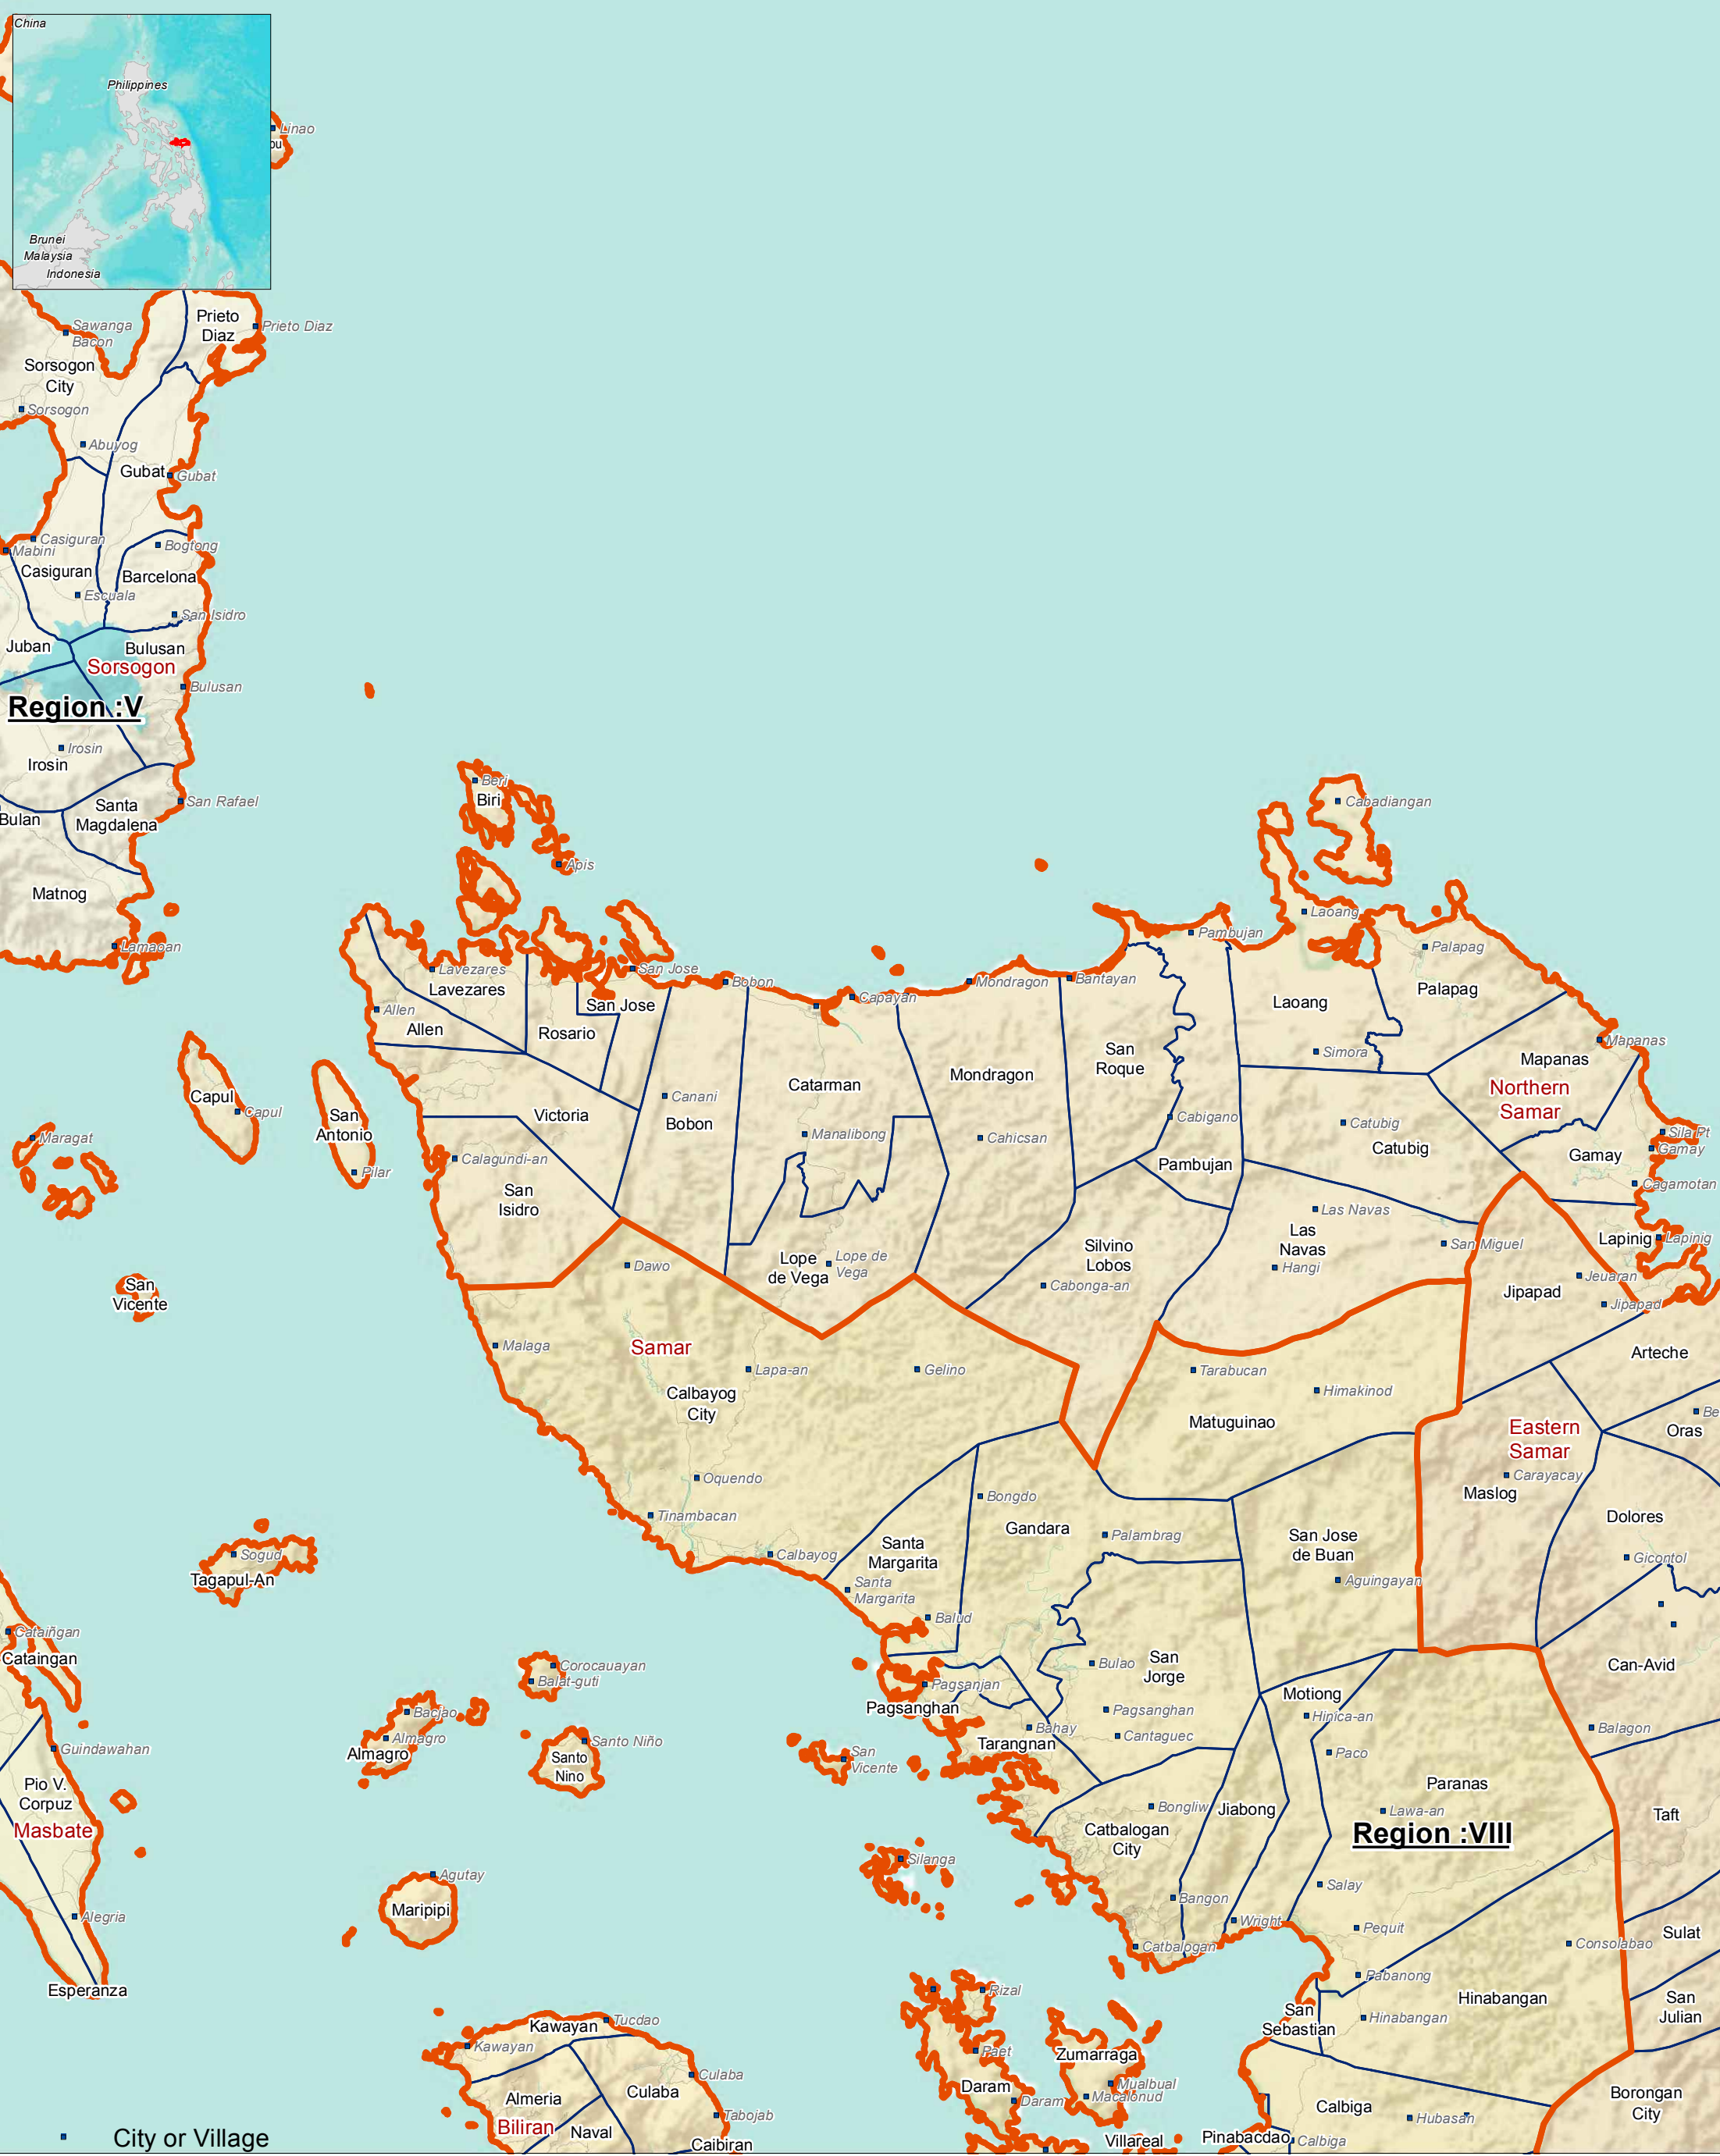 China
Philippines
Brunei
Malaysia
Indonesia
Linao
Prieto
Diaz
Prieto Diaz
Sawanga
Bacon
Sorsogon
City
Sorsogon
Abuyog
Gubat
Gubat
Casiguran
Mabini
Casiguran
Bogtong
Barcelona
Escuala
San Isidro
Juban
Bulusan
Sorsogon
Bulusan
Region :V
Irosin
Irosin
Bulan
Santa
Magdalena
San Rafael
Matnog
Lamaoan
Beri
Biri
Apis
Cabadiangan
Laoang
Pambujan
Palapag
Palapag
Lavezares
Lavezares
San Jose
San Jose
Bobon
Capayan
Mondragon
Bantayan
Laoang
Allen
Allen
Rosario
Simora
San
Roque
Mapanas
Mapanas
Northern
Samar
Catarman
Mondragon
Canani
Bobon
Capul
Capul
San
Antonio
Victoria
Manalibong
Cahicsan
Cabigano
Catubig
Catubig
Sila Pt
Gamay
Gamay
Maragat
Calagundi-an
Pilar
Pambujan
Cagamotan
San
Isidro
Las Navas
Las
Navas
San Miguel
Lapinig
Lapinig
Silvino
Lobos
Lope
de Vega
Lope de
Vega
Dawo
Hangi
Cabonga-an
Jeuaran
Jipapad
Jipapad
San
Vicente
Malaga
Samar
Lapa-an
Gelino
Tarabucan
Himakinod
Arteche
Calbayog
City
Matuguinao
Be
Oras
Eastern
Samar
Carayacay
Maslog
Oquendo
Bongdo
Gandara
Palambrag
Tinambacan
Dolores
San Jose
de Buan
Santa
Margarita
Calbayog
Gicontol
Sogud
Tagapul-An
Santa
Margarita
Aguingayan
Balud
Cataiñgan
Cataingan
Corocauayan
Balat-guti
Bulao
San
Jorge
Can-Avid
Pagsanjan
Pagsanghan
Motiong
Bacjao
Almagro
Almagro
Pagsanghan
Hinica-an
Bahay
Cantaguec
Balagon
Guindawahan
Santo Niño
Santo
Nino
San
Vicente
Tarangnan
Paco
Paranas
Pio V.
Corpuz
Masbate
Bongliw
Jiabong
Lawa-an
Taft
Catbalogan
City
Region :VIII
Silanga
Agutay
Maripipi
Salay
Bangon
Alegria
Wright
Pequit
Sulat
Catbalogan
Consolabao
Esperanza
Rizal
Pabanong
Hinabangan
San
Sebastian
Hinabangan
San
Julian
Kawayan
Tucdao
Kawayan
Paet
Zumarraga
Culaba
Culaba
Almeria
Daram
Daram
Mualbual
Macalonud
Calbiga
Borongan
City
Hubasan
Tabojab
Biliran
Naval
Caibiran
Villareal
Pinabacdao
Calbiga
City or Village